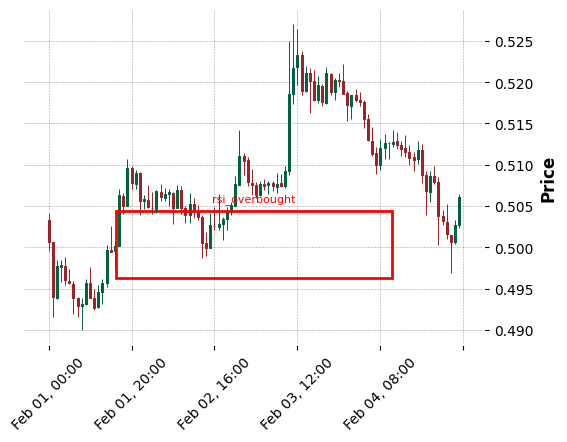 0.525
0.520
0.515
0.510
0.505
0.500
0.495
0.490
Price
rsi_overbought
Feb 01, 00:00
Feb 01, 20:00
Feb 02, 16:00
Feb 03, 12:00
Feb 04, 08:00